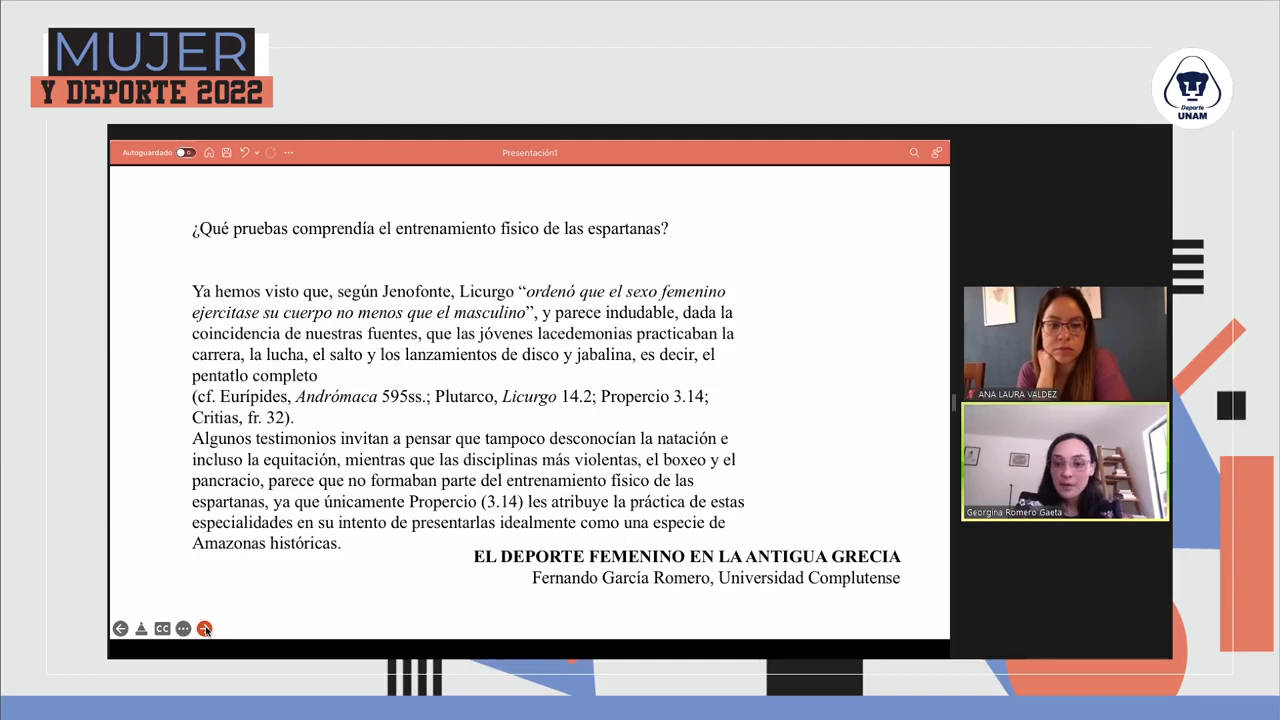 MUJER
Y DEPORTE 2022
Deporte
UNAM
Autoguardado
Presentación1
¿Qué pruebas comprendía el entrenamiento físico de las espartanas?
Ya hemos visto que, según Jenofonte, Licurgo “ordenó que el sexo femenino
ejercitase su cuerpo no menos que el masculino”, y parece indudable, dada la
coincidencia de nuestras fuentes, que las jóvenes lacedemonias practicaban la
carrera, la lucha, el salto y los lanzamientos de disco y jabalina, es decir, el
pentatlo completo
(cf. Eurípides, Andrómaca 595ss.; Plutarco, Licurgo 14.2; Propercio 3.14;
Critias, fr. 32).
Algunos testimonios invitan a pensar que tampoco desconocían la natación e
incluso la equitación, mientras que las disciplinas más violentas, el boxeo y el
pancracio, parece que no formaban parte del entrenamiento físico de las
espartanas, ya que únicamente Propercio (3.14) les atribuye la práctica de estas
especialidades en su intento de presentarlas idealmente como una especie de
Amazonas históricas.
EL DEPORTE FEMENINO EN LA ANTIGUA GRECIA
Fernando García Romero, Universidad Complutense
CC
ANA LAURA VALDEZ
Georgina Romero Gaeta